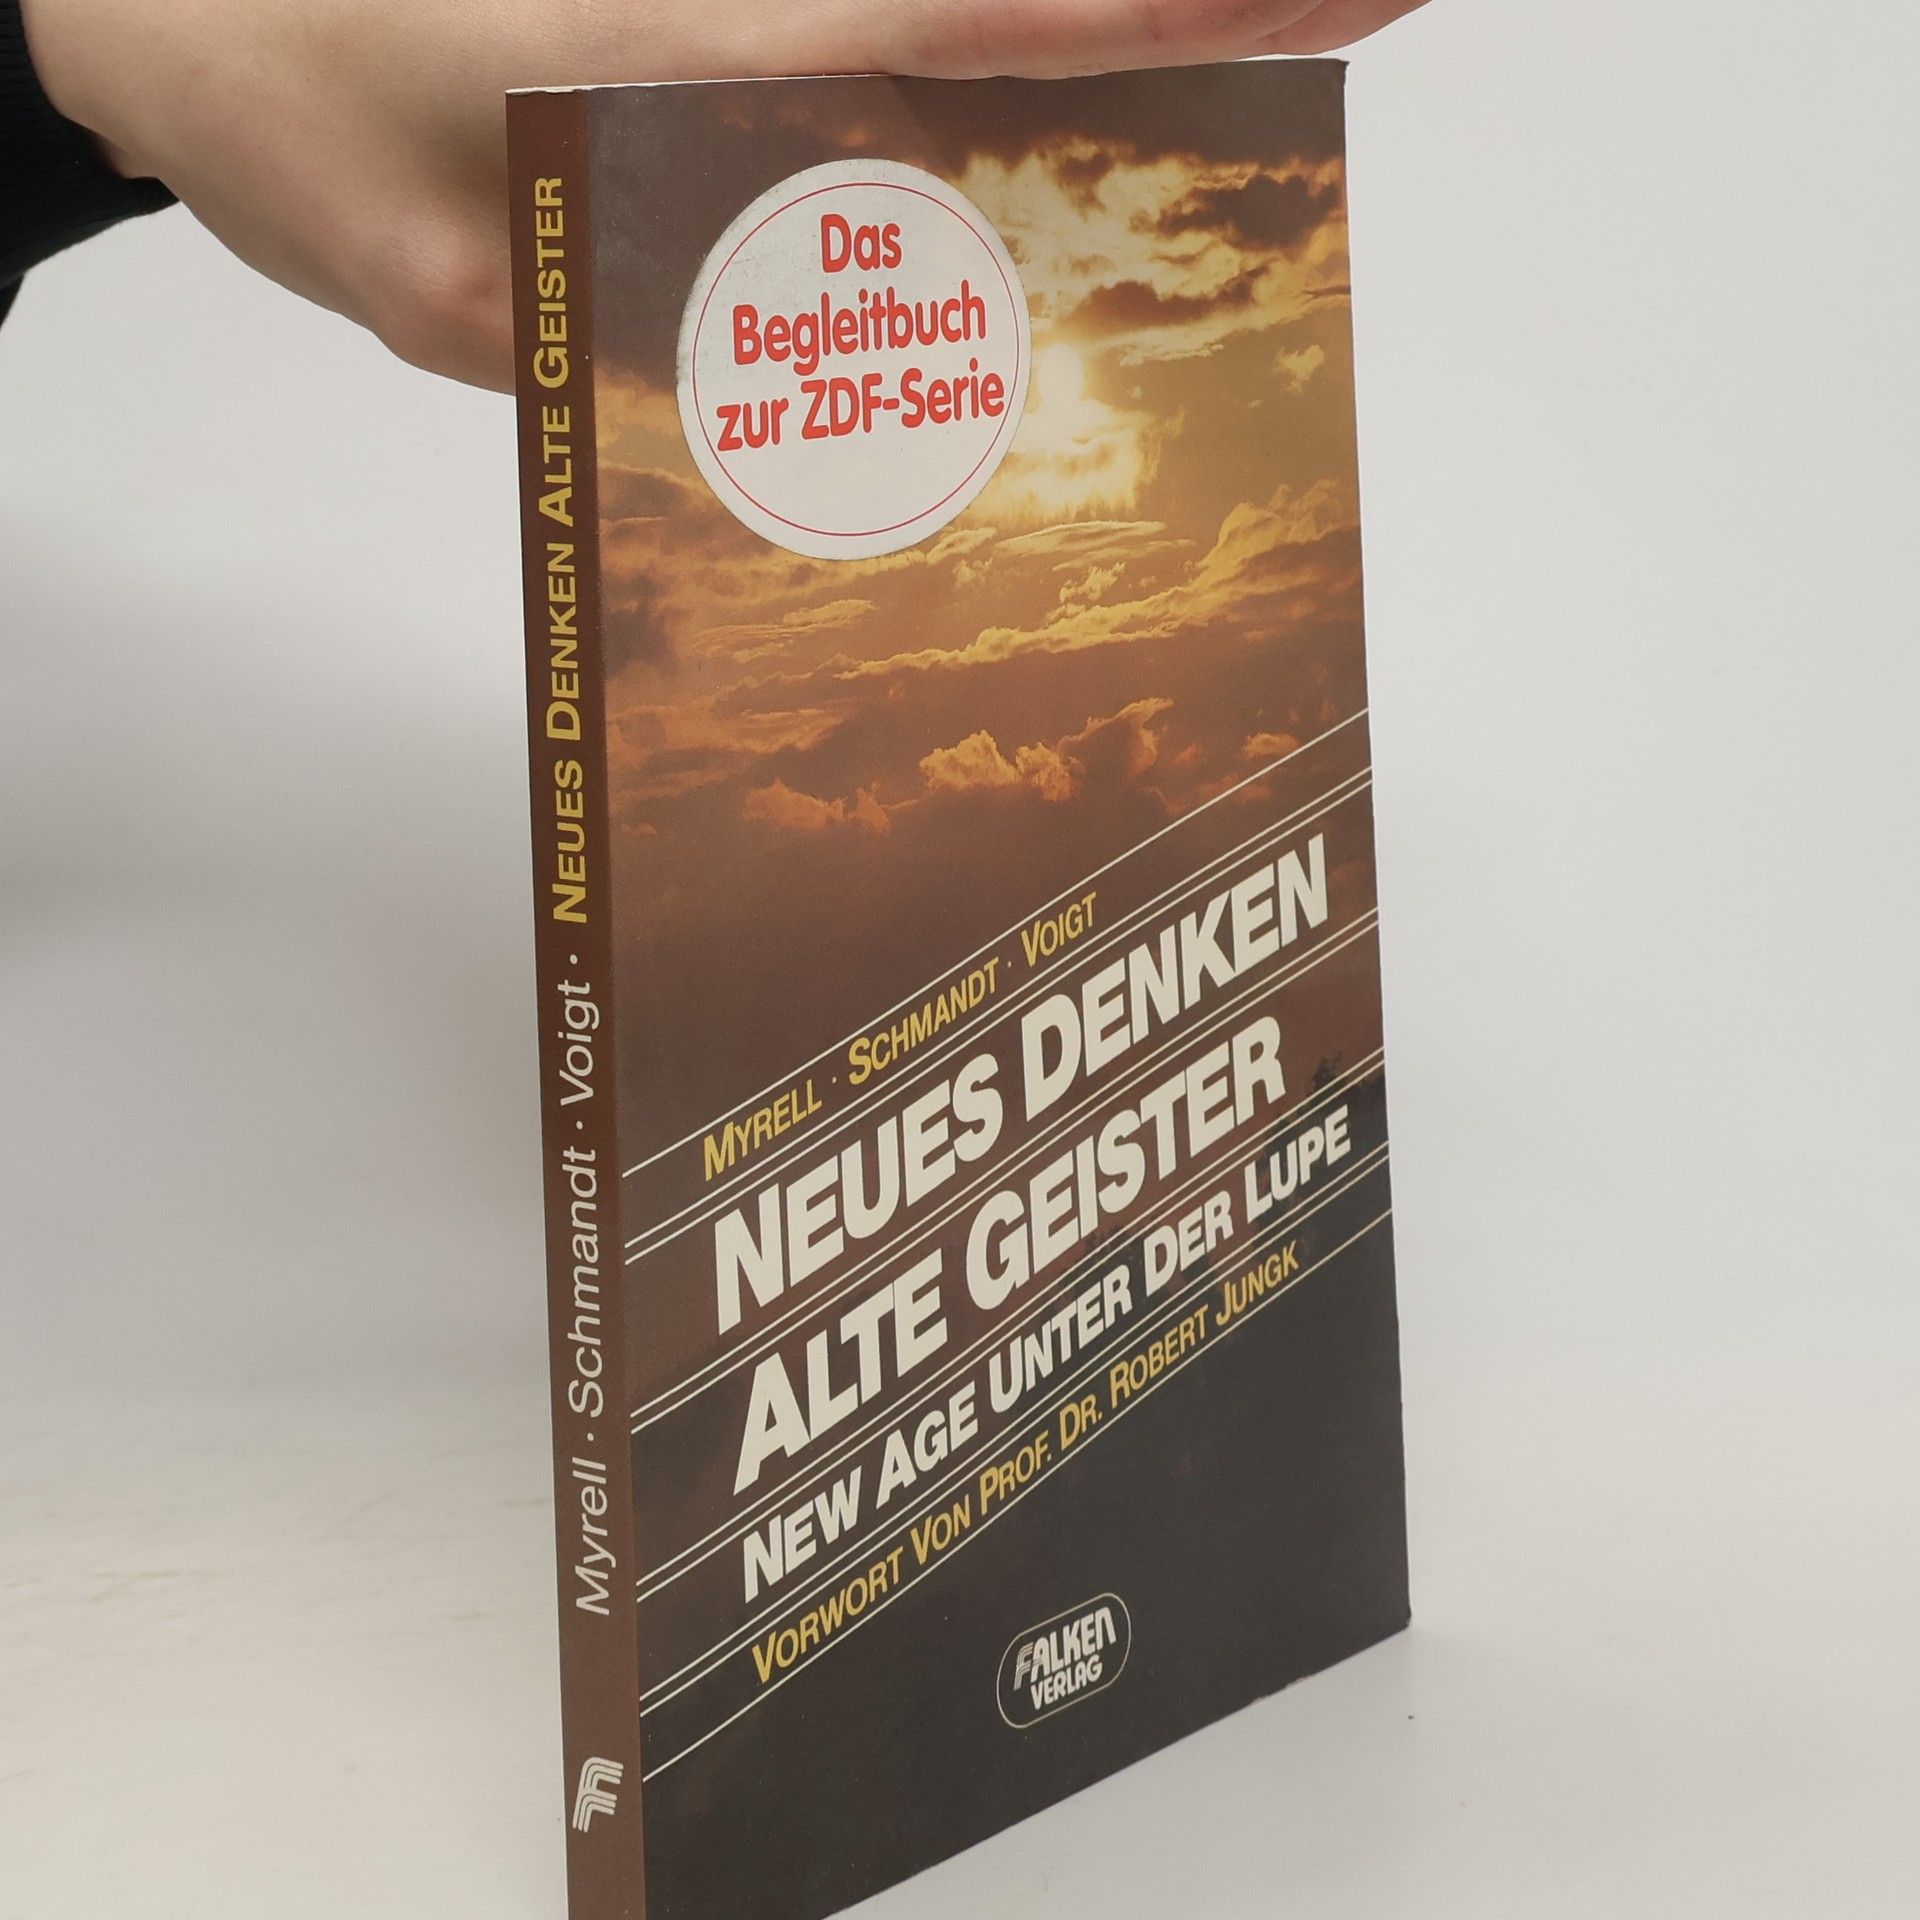 Das
Begleitbuch
zur ZDF-Serie
MYRELL · SCHMANDT · VOIGT
NEUES DENKEN
ALTE GEISTER
NEW AGE UNTER DER LUPE
VORWORT VON PROF. DR. ROBERT JUNGK
FALKEN
VERLAG
Myrell · Schmandt · Voigt · NEUES DENKEN ALTE GEISTER